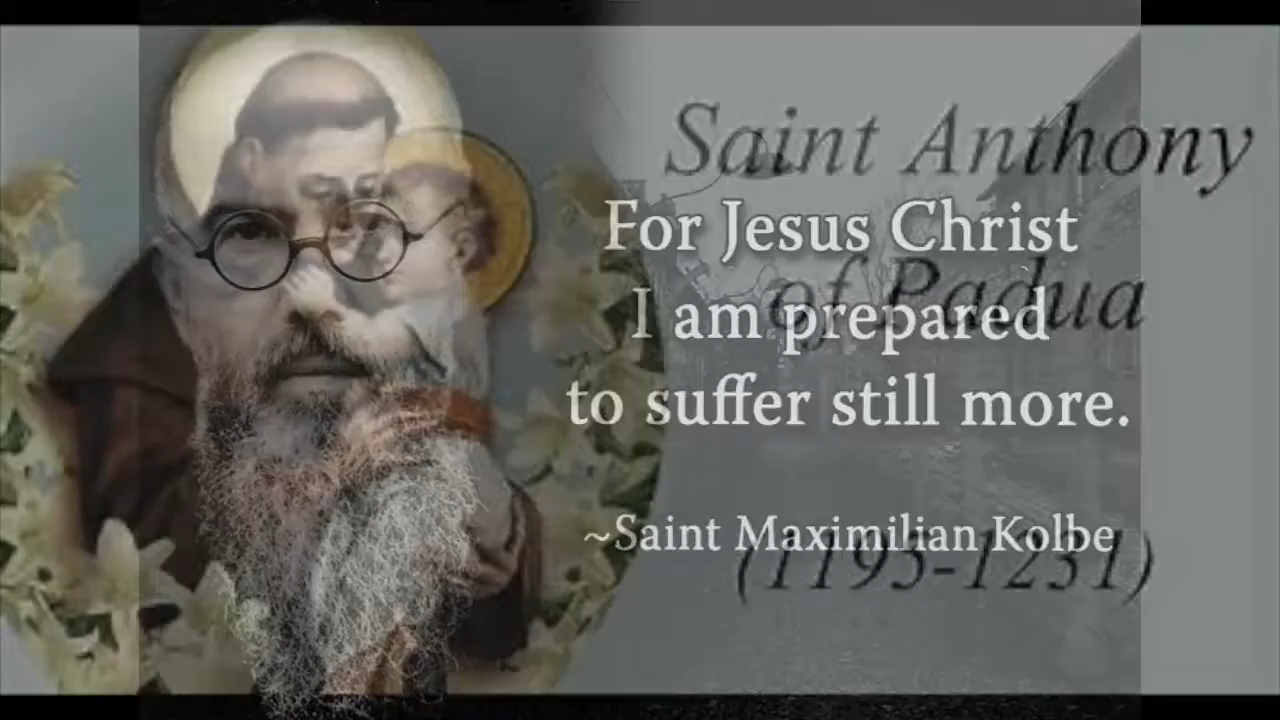 Saint Anthony
of Padua
(1195-1231)
For Jesus Christ
I am prepared
to suffer still more.
~Saint Maximilian Kolbe